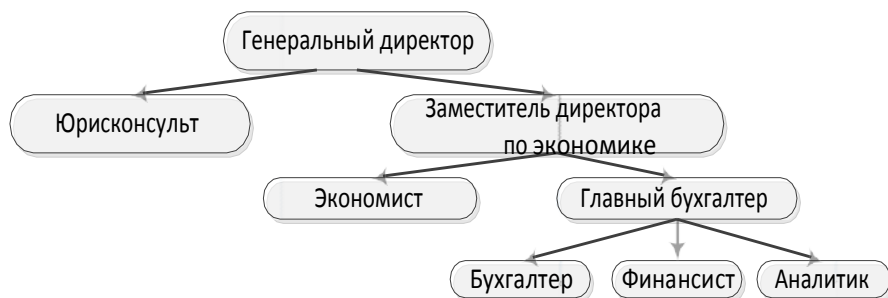 Генеральный директор
Юрисконсульт
Заместитель директора
по экономике
Экономист
Главный бухгалтер
Бухгалтер
Финансист
Аналитик